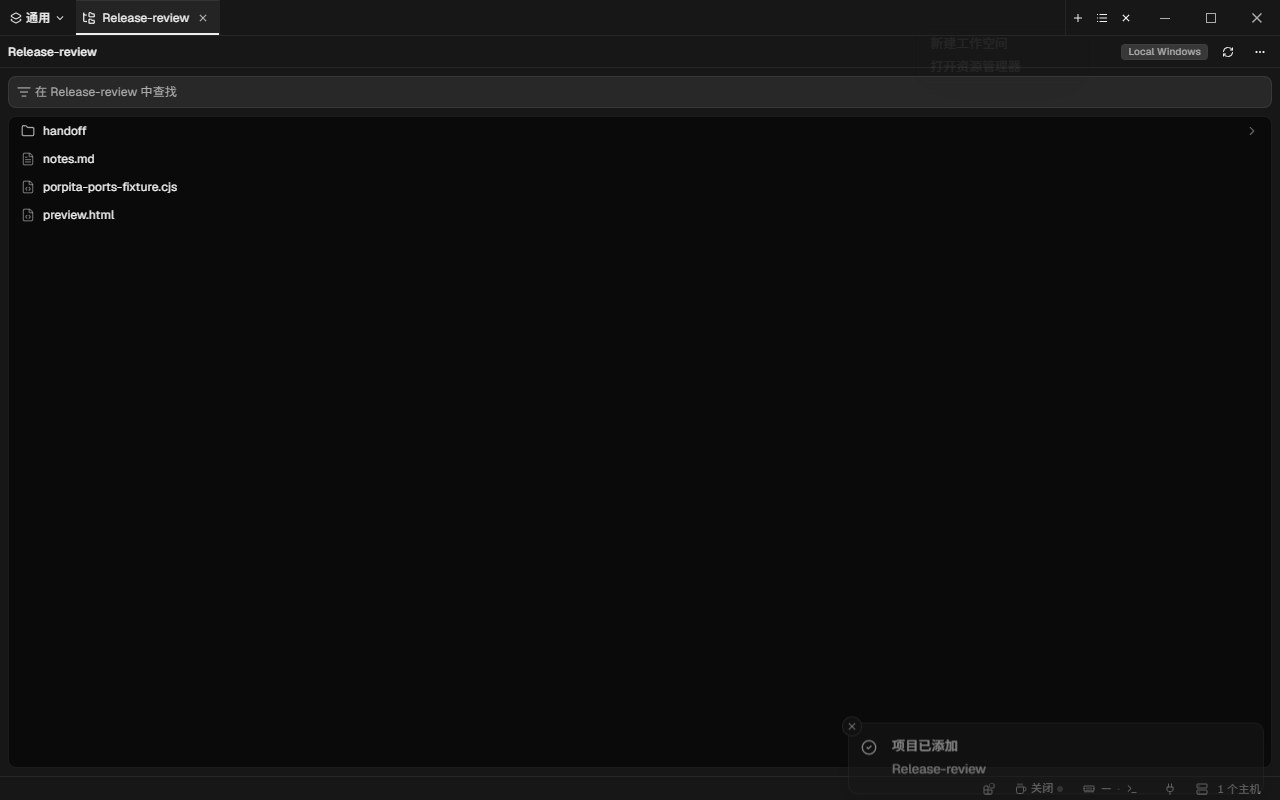 通用
Release-review
Release-review
Local Windows
新建工作空间
打开资源管理器
在 Release-review 中查找
handoff
notes.md
porpita-ports-fixture.cjs
preview.html
项目已添加
Release-review
关闭
1 个主机